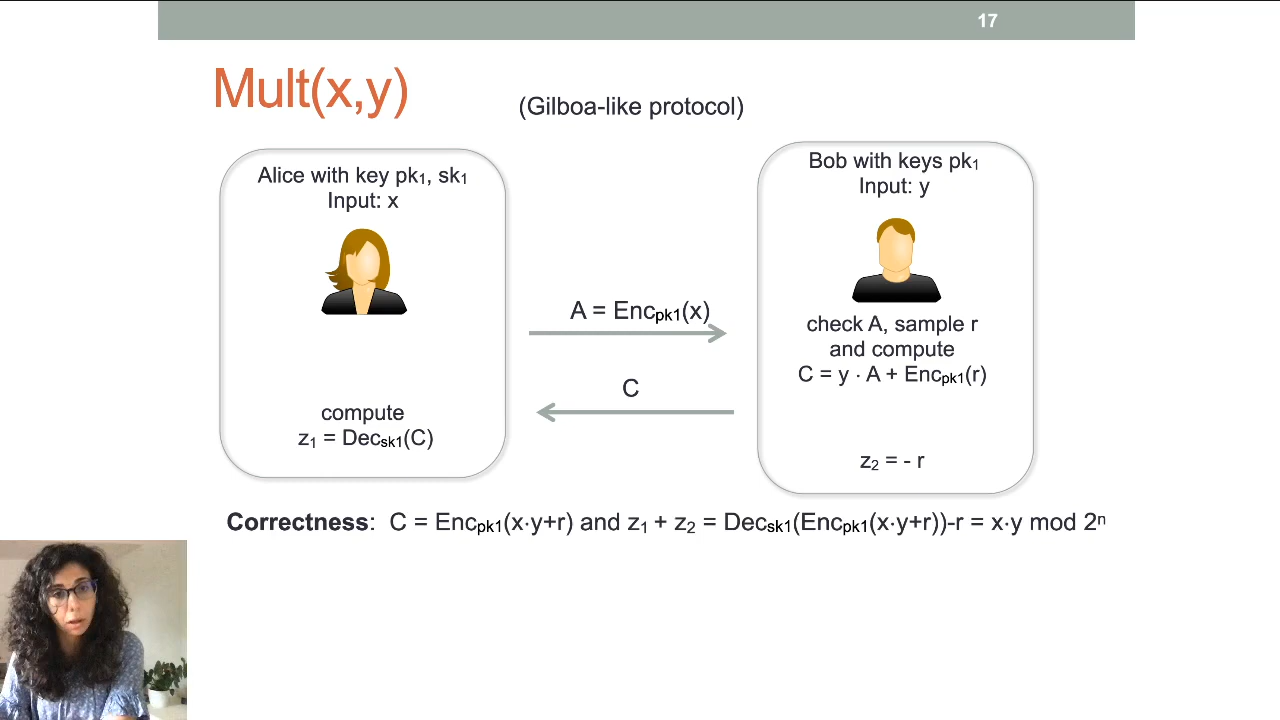 17
Mult(x,y)
(Gilboa-like protocol)
Alice with key pk₁, sk₁
Input: x
Bob with keys pk₁
Input: y
A = Encₚₖ₁(x)
check A, sample r
and compute
C = y · A + Encₚₖ₁(r)
C
compute
z₁ = Decₛₖ₁(C)
z₂ = - r
Correctness: C = Encₚₖ₁(x·y+r) and z₁ + z₂ = Decₛₖ₁(Encₚₖ₁(x·y+r))-r = x·y mod 2ⁿ